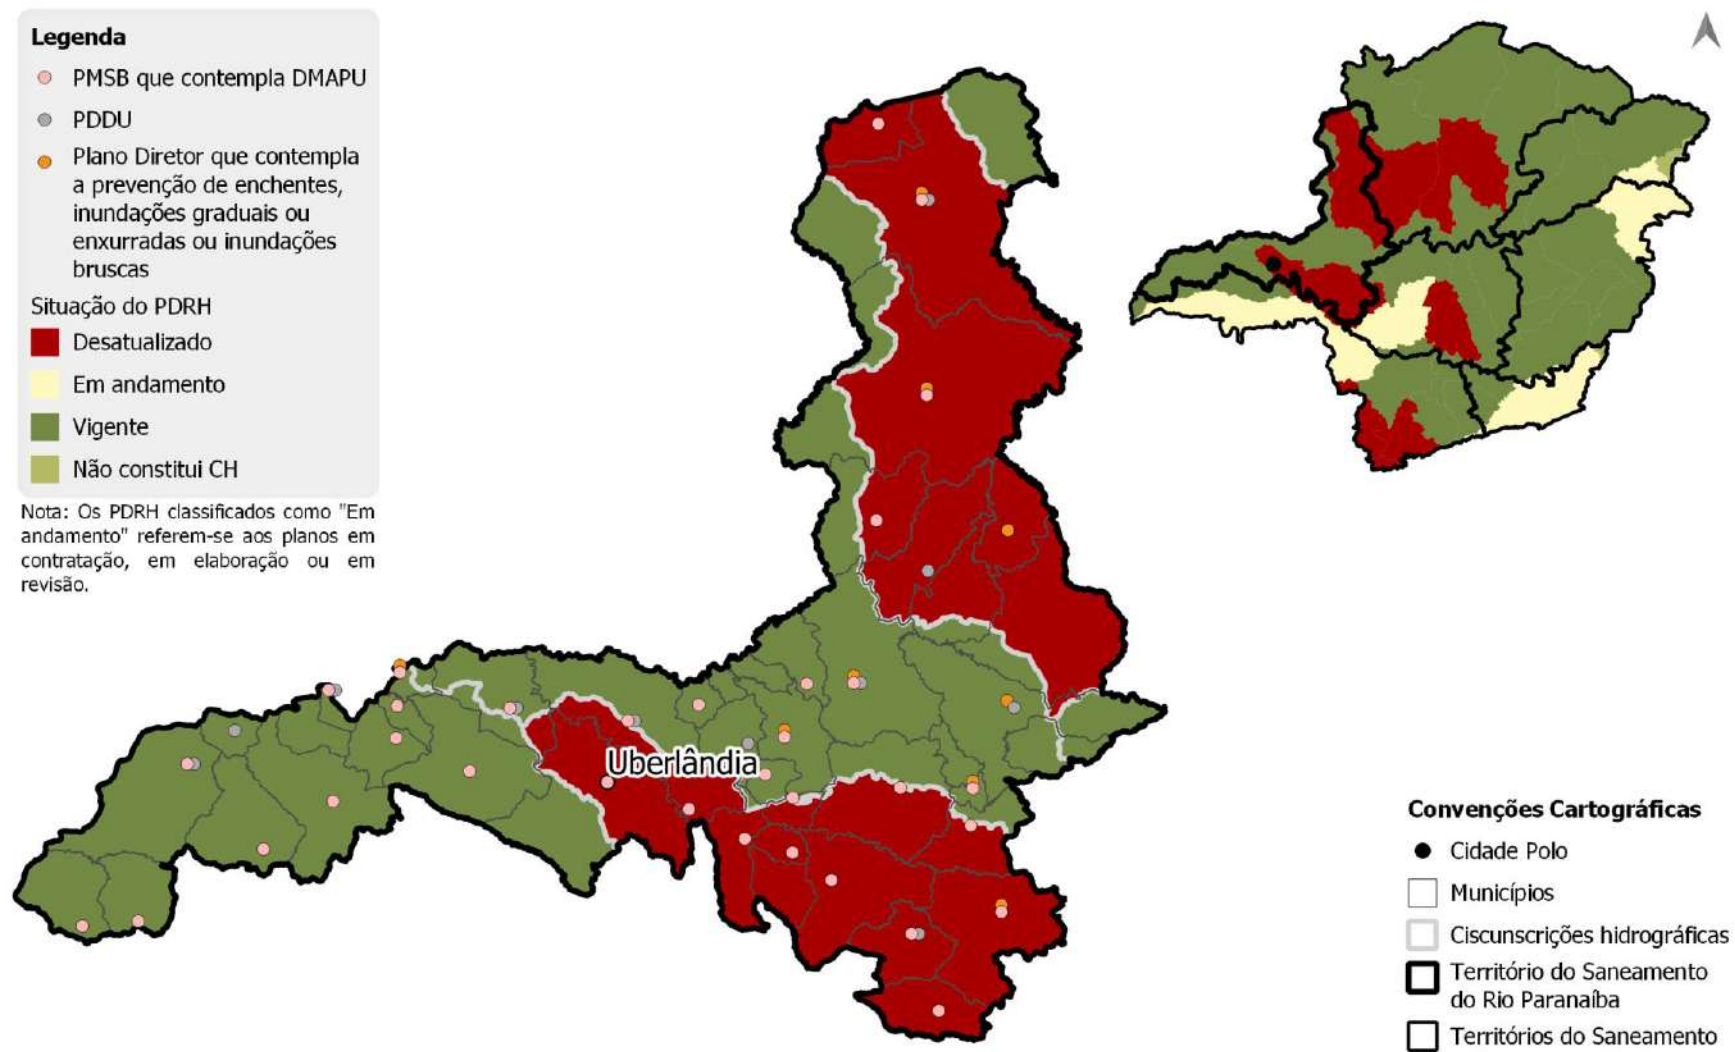 Legenda
PMSB que contempla DMAPU
PDDU
Plano Diretor que contempla
a prevenção de enchentes,
inundações graduais ou
enxurradas ou inundações
bruscas
Situação do PDRH
Desatualizado
Em andamento
Vigente
Não constitui CH
Nota: Os PDRH classificados como "Em
andamento" referem-se aos planos em
contratação, em elaboração ou em
revisão.
Uberlândia
Convenções Cartográficas
Cidade Polo
Municípios
Ciscunscrições hidrográficas
Território do Saneamento
do Rio Paranaíba
Territórios do Saneamento